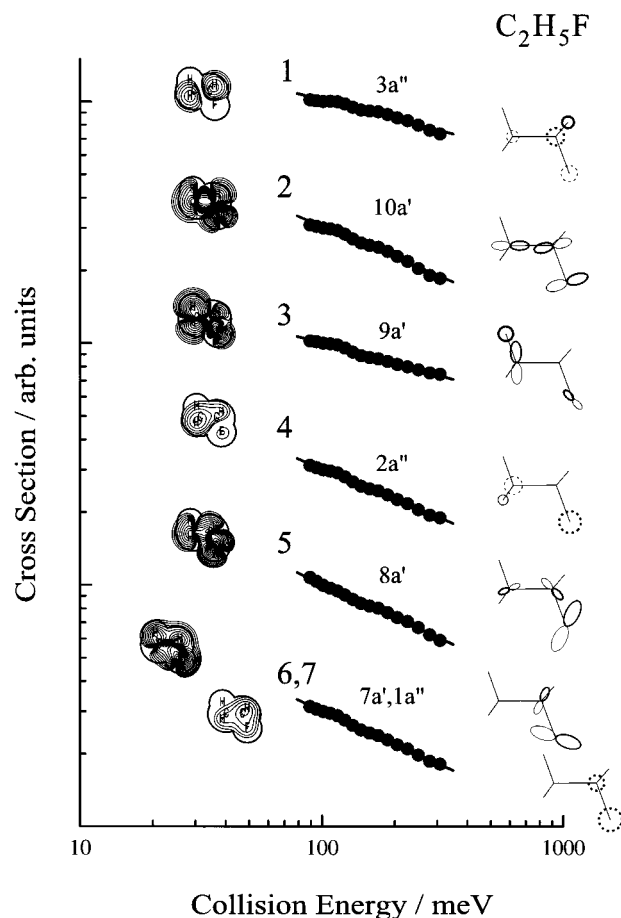 C₂H₅F
1
3a"
2
10a'
3
9a'
4
2a"
5
8a'
6,7
7a',1a"
Cross Section / arb. units
10
100
1000
Collision Energy / meV